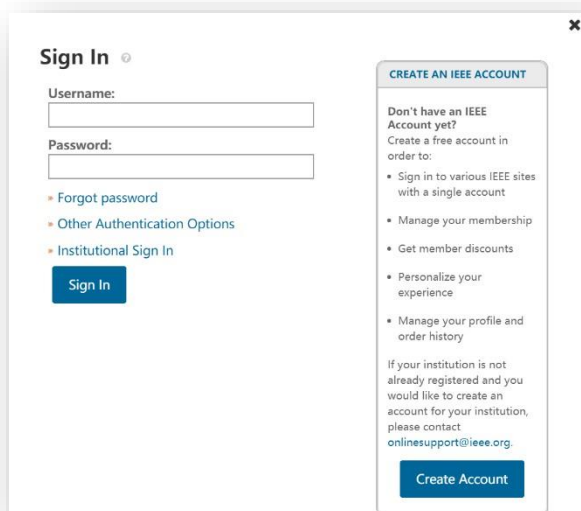 Sign In
Username:
Password:
» Forgot password
» Other Authentication Options
» Institutional Sign In
Sign In
CREATE AN IEEE ACCOUNT
Don't have an IEEE
Account yet?
Create a free account in
order to:
• Sign in to various IEEE sites
with a single account
• Manage your membership
• Get member discounts
• Personalize your
experience
• Manage your profile and
order history
If your institution is not
already registered and you
would like to create an
account for your institution,
please contact
onlinesupport@ieee.org.
Create Account